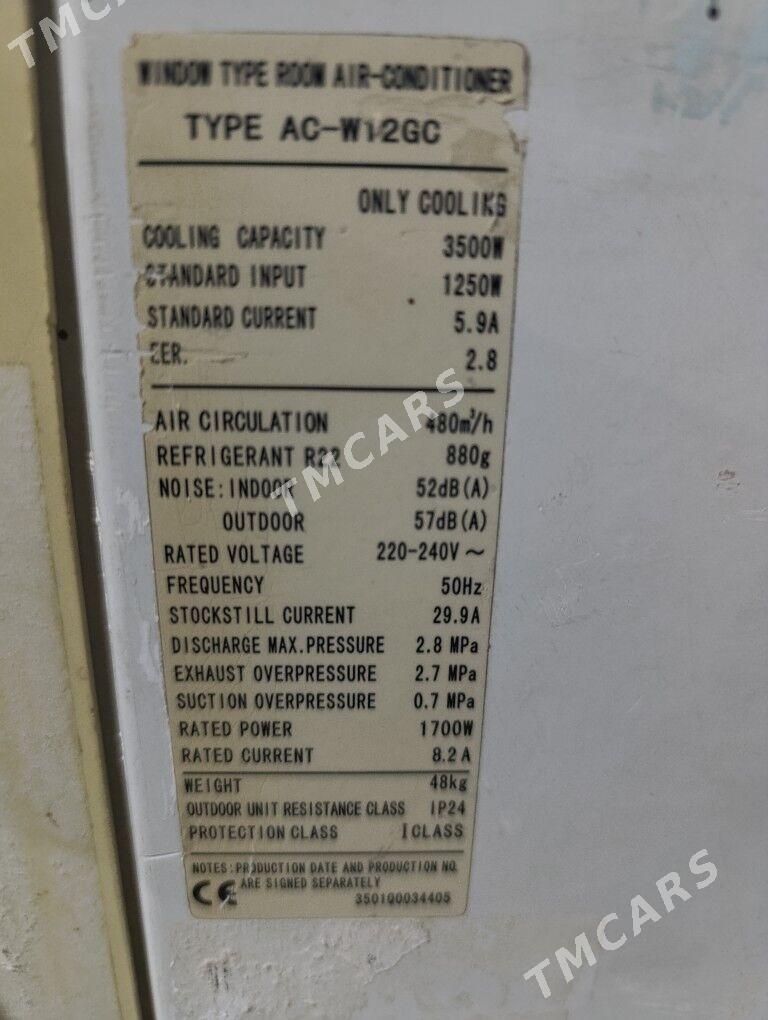 TMCARS
WINDOW TYPE ROOM AIR-CONDITIONER
TYPE AC-W12GC
ONLY COOLIKG
COOLING CAPACITY 3500W
STANDARD INPUT 1250W
STANDARD CURRENT 5.9A
EER. 2.8
AIR CIRCULATION 480m³/h
REFRIGERANT R22 880g
TMCARS
NOISE: INDOOR 52dB(A)
OUTDOOR 57dB(A)
RATED VOLTAGE 220-240V ~
FREQUENCY 50Hz
STOCKSTILL CURRENT 29.9A
DISCHARGE MAX.PRESSURE 2.8 MPa
EXHAUST OVERPRESSURE 2.7 MPa
SUCTION OVERPRESSURE 0.7 MPa
RATED POWER 1700W
RATED CURRENT 8.2 A
WEIGHT 48kg
OUTDOOR UNIT RESISTANCE CLASS IP24
PROTECTION CLASS I CLASS
NOTES: PRODUCTION DATE AND PRODUCTION NO.
CE ARE SIGNED SEPARATELY
350100034405
TMCARS